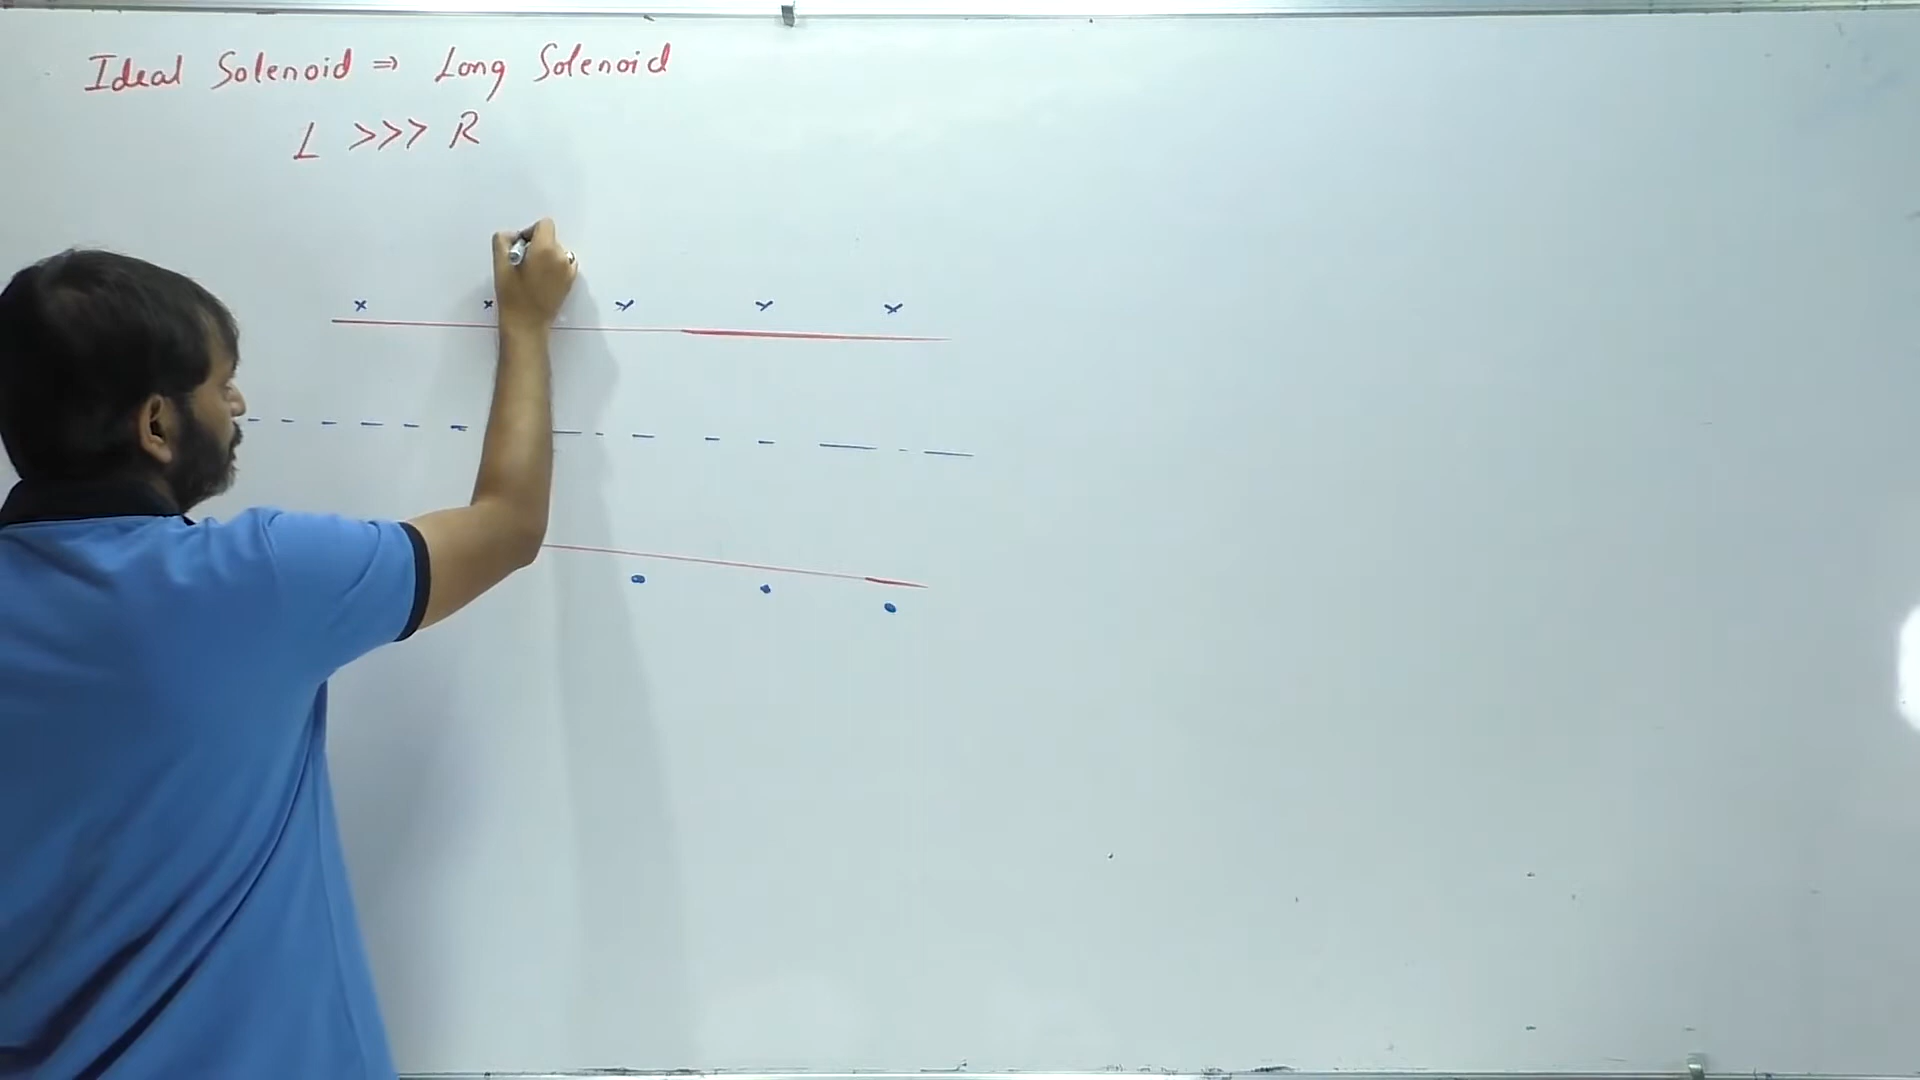 Ideal Solenoid ⇒ Long Solenoid
L >>> R